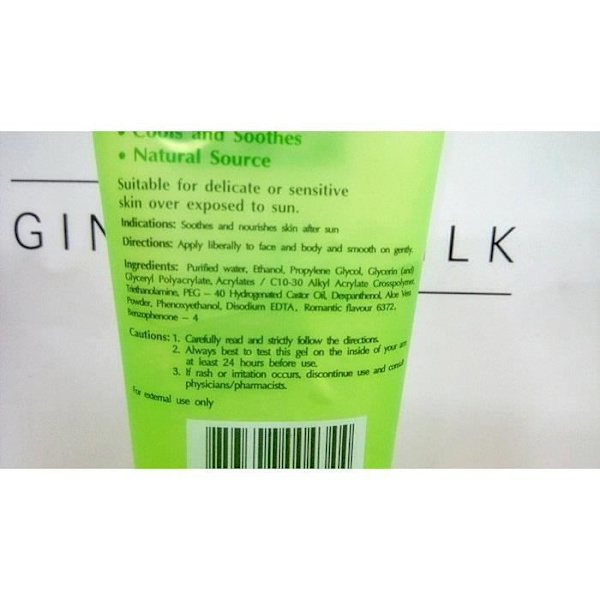 • Cools and Soothes
• Natural Source
Suitable for delicate or sensitive
skin over exposed to sun.
Indications: Soothes and nourishes skin after sun
Directions: Apply liberally to face and body and smooth on gently.
Ingredients: Purified water, Ethanol, Propylene Glycol, Glycerin (and)
Glyceryl Polyacrylate, Acrylates / C10-30 Alkyl Acrylate Crosspolymer,
Triethanolamine, PEG – 40 Hydrogenated Castor Oil, Dexpanthenol, Aloe Vera
Powder, Phenoxyethanol, Disodium EDTA, Romantic flavour 6372,
Benzophenone – 4
Cautions: 1. Carefully read and strictly follow the directions.
2. Always best to test this gel on the inside of your arm
at least 24 hours before use.
3. If rash or irritation occurs, discontinue use and consult
physicians/pharmacists.
For external use only
GIN
LK